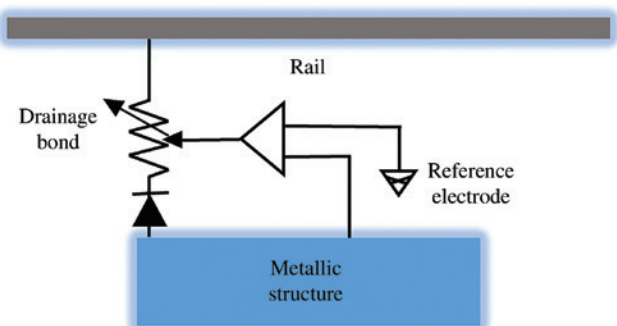 Rail
Drainage
bond
Reference
electrode
Metallic
structure